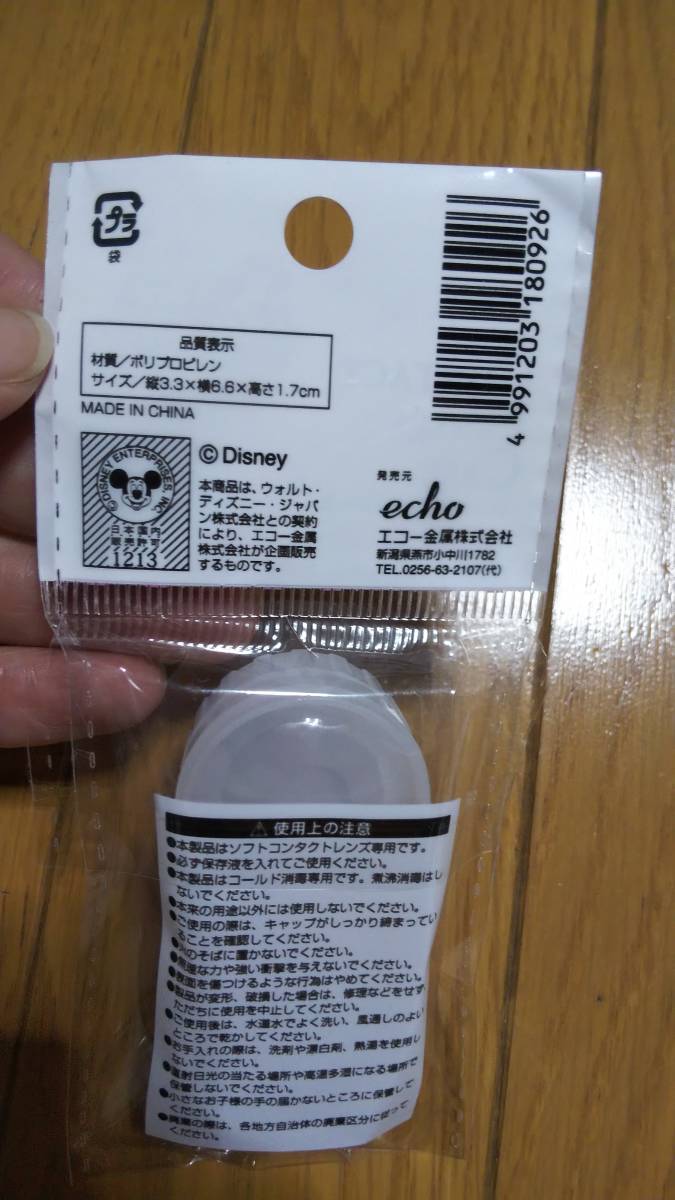 プラ
袋
4 991203 180926
品質表示
材質/ポリプロピレン
サイズ/縦3.3×横6.6×高さ1.7cm
MADE IN CHINA
© DISNEY ENTERPRISES, INC.
日本国内
販売許可
1213
© Disney
本商品は、ウォルト・
ディズニー・ジャパ
ン株式会社との契約
により、エコー金属
株式会社が企画販売
するものです。
発売元
echo
エコー金属株式会社
新潟県燕市小中川1782
TEL.0256-63-2107(代)
⚠使用上の注意
●本製品はソフトコンタクトレンズ専用です。
●必ず保存液を入れてご使用ください。
●本製品はコールド消毒専用です。煮沸消毒はし
ないでください。
●本来の用途以外には使用しないでください。
●ご使用の際は、キャップがしっかり締まってい
ることを確認してください。
●火のそばに置かないでください。
●無理な力や強い衝撃を与えないでください。
●表面を傷つけるような行為はやめてください。
●製品が変形、破損した場合は、修理などをせず、
ただちに使用を中止してください。
●ご使用後は、水道水でよく洗い、風通しのよい
ところで乾かしてください。
●お手入れの際は、洗剤や漂白剤、熱湯を使用し
ないでください。
●直射日光の当たる場所や高温多湿になる場所で
保管しないでください。
●小さなお子様の手の届かないところに保管して
ください。
●廃棄の際は、各地方自治体の廃棄区分に従って
ください。